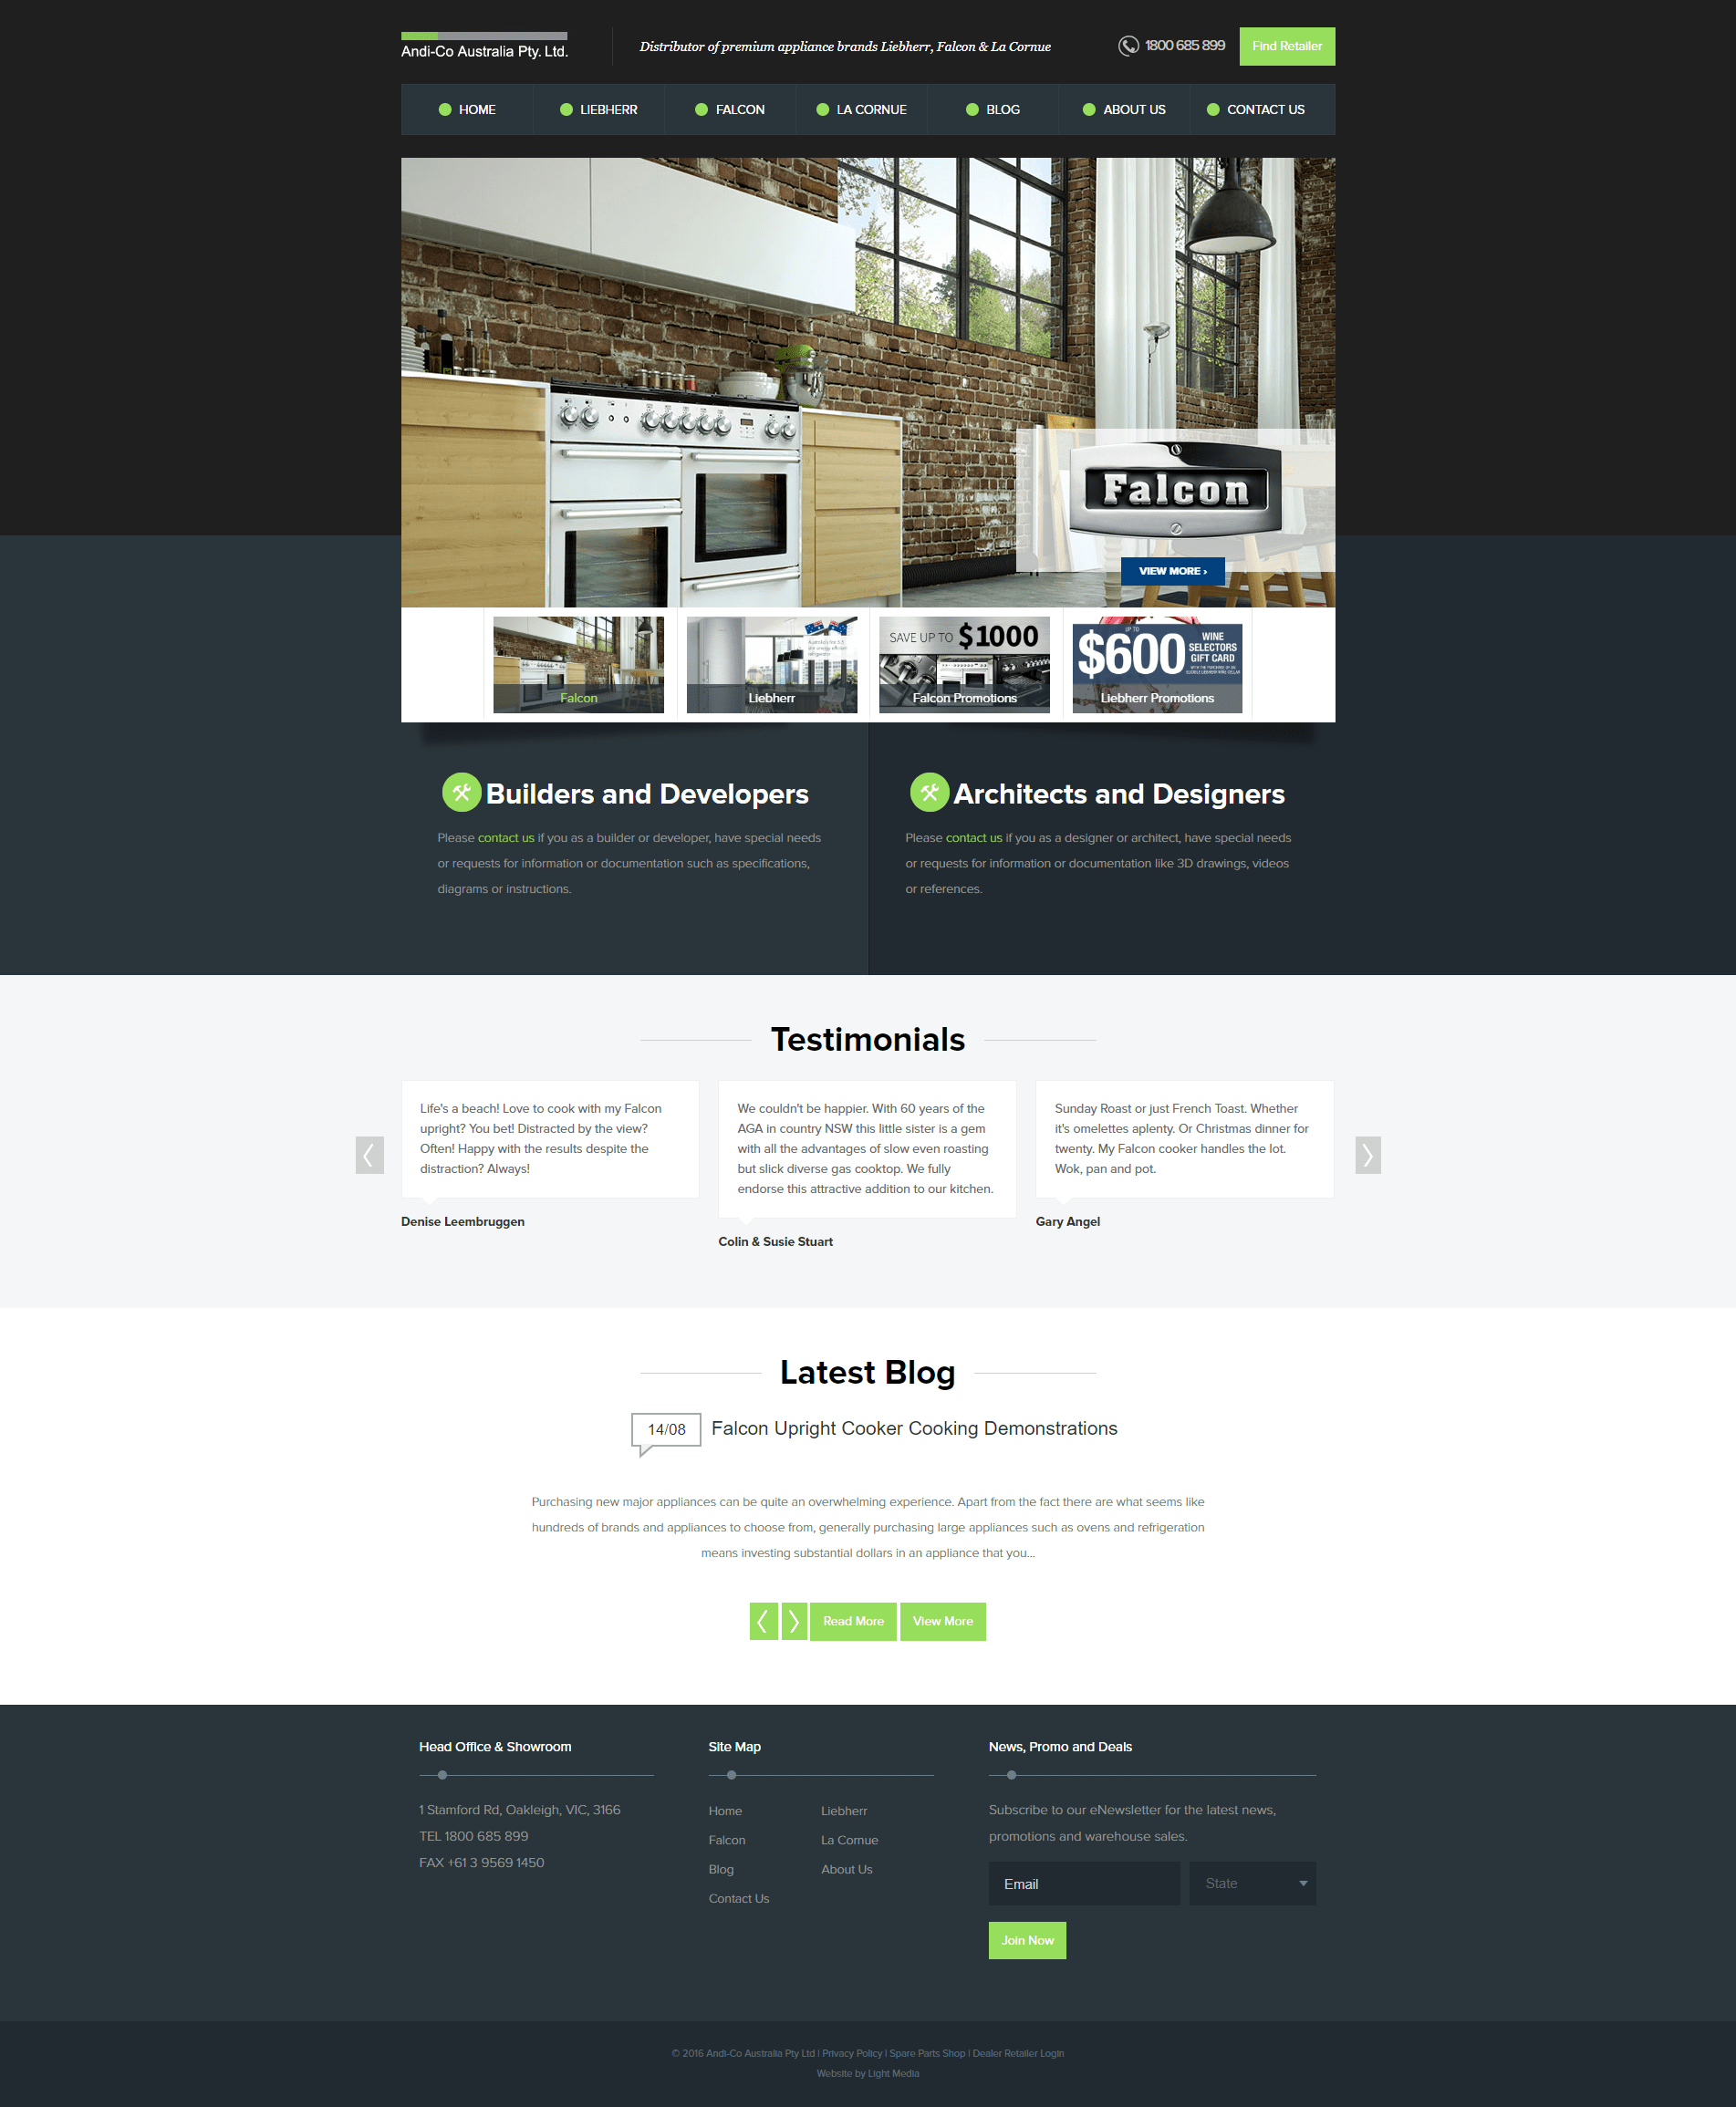 Andi-Co Australia Pty. Ltd.
Distributor of premium appliance brands Liebherr, Falcon & La Cornue
1800 685 899
Find Retailer
HOME
LIEBHERR
FALCON
LA CORNUE
BLOG
ABOUT US
CONTACT US
Falcon
VIEW MORE ›
Falcon
Liebherr
SAVE UP TO $1000
Falcon Promotions
UP TO
$600
WINE
SELECTORS
GIFT CARD
Liebherr Promotions
Builders and Developers
Please contact us if you as a builder or developer, have special needs
or requests for information or documentation such as specifications,
diagrams or instructions.
Architects and Designers
Please contact us if you as a designer or architect, have special needs
or requests for information or documentation like 3D drawings, videos
or references.
Testimonials
Life's a beach! Love to cook with my Falcon
upright? You bet! Distracted by the view?
Often! Happy with the results despite the
distraction? Always!
Denise Leembruggen
We couldn't be happier. With 60 years of the
AGA in country NSW this little sister is a gem
with all the advantages of slow even roasting
but slick diverse gas cooktop. We fully
endorse this attractive addition to our kitchen.
Colin & Susie Stuart
Sunday Roast or just French Toast. Whether
it's omelettes aplenty. Or Christmas dinner for
twenty. My Falcon cooker handles the lot.
Wok, pan and pot.
Gary Angel
Latest Blog
14/08
Falcon Upright Cooker Cooking Demonstrations
Purchasing new major appliances can be quite an overwhelming experience. Apart from the fact there are what seems like
hundreds of brands and appliances to choose from, generally purchasing large appliances such as ovens and refrigeration
means investing substantial dollars in an appliance that you...
Read More
View More
Head Office & Showroom
1 Stamford Rd, Oakleigh, VIC, 3166
TEL 1800 685 899
FAX +61 3 9569 1450
Site Map
Home
Liebherr
Falcon
La Cornue
Blog
About Us
Contact Us
News, Promo and Deals
Subscribe to our eNewsletter for the latest news,
promotions and warehouse sales.
Email
State
Join Now
© 2016 Andi-Co Australia Pty Ltd | Privacy Policy | Spare Parts Shop | Dealer Retailer Login
Website by Light Media